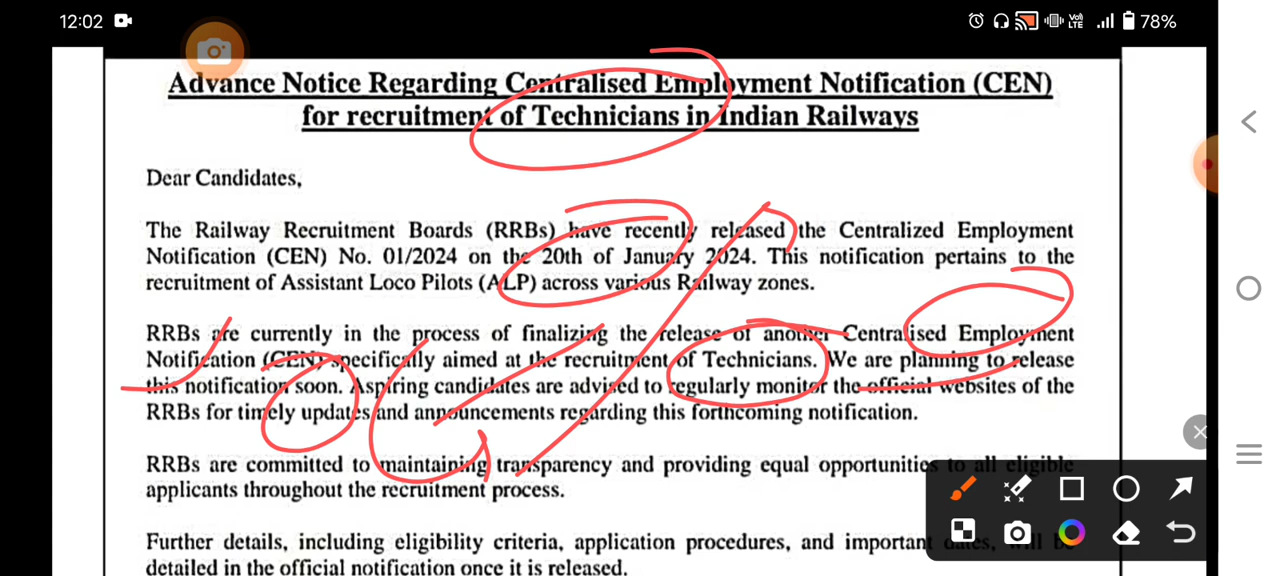 12:02
Vo) LTE
78%
Advance Notice Regarding Centralised Employment Notification (CEN)
for recruitment of Technicians in Indian Railways
Dear Candidates,
The Railway Recruitment Boards (RRBs) have recently released the Centralized Employment
Notification (CEN) No. 01/2024 on the 20th of January 2024. This notification pertains to the
recruitment of Assistant Loco Pilots (ALP) across various Railway zones.
RRBs are currently in the process of finalizing the release of another Centralised Employment
Notification (CEN) specifically aimed at the recruitment of Technicians. We are planning to release
this notification soon. Aspiring candidates are advised to regularly monitor the official websites of the
RRBs for timely updates and announcements regarding this forthcoming notification.
RRBs are committed to maintaining transparency and providing equal opportunities to all eligible
applicants throughout the recruitment process.
Further details, including eligibility criteria, application procedures, and important dates, will be
detailed in the official notification once it is released.